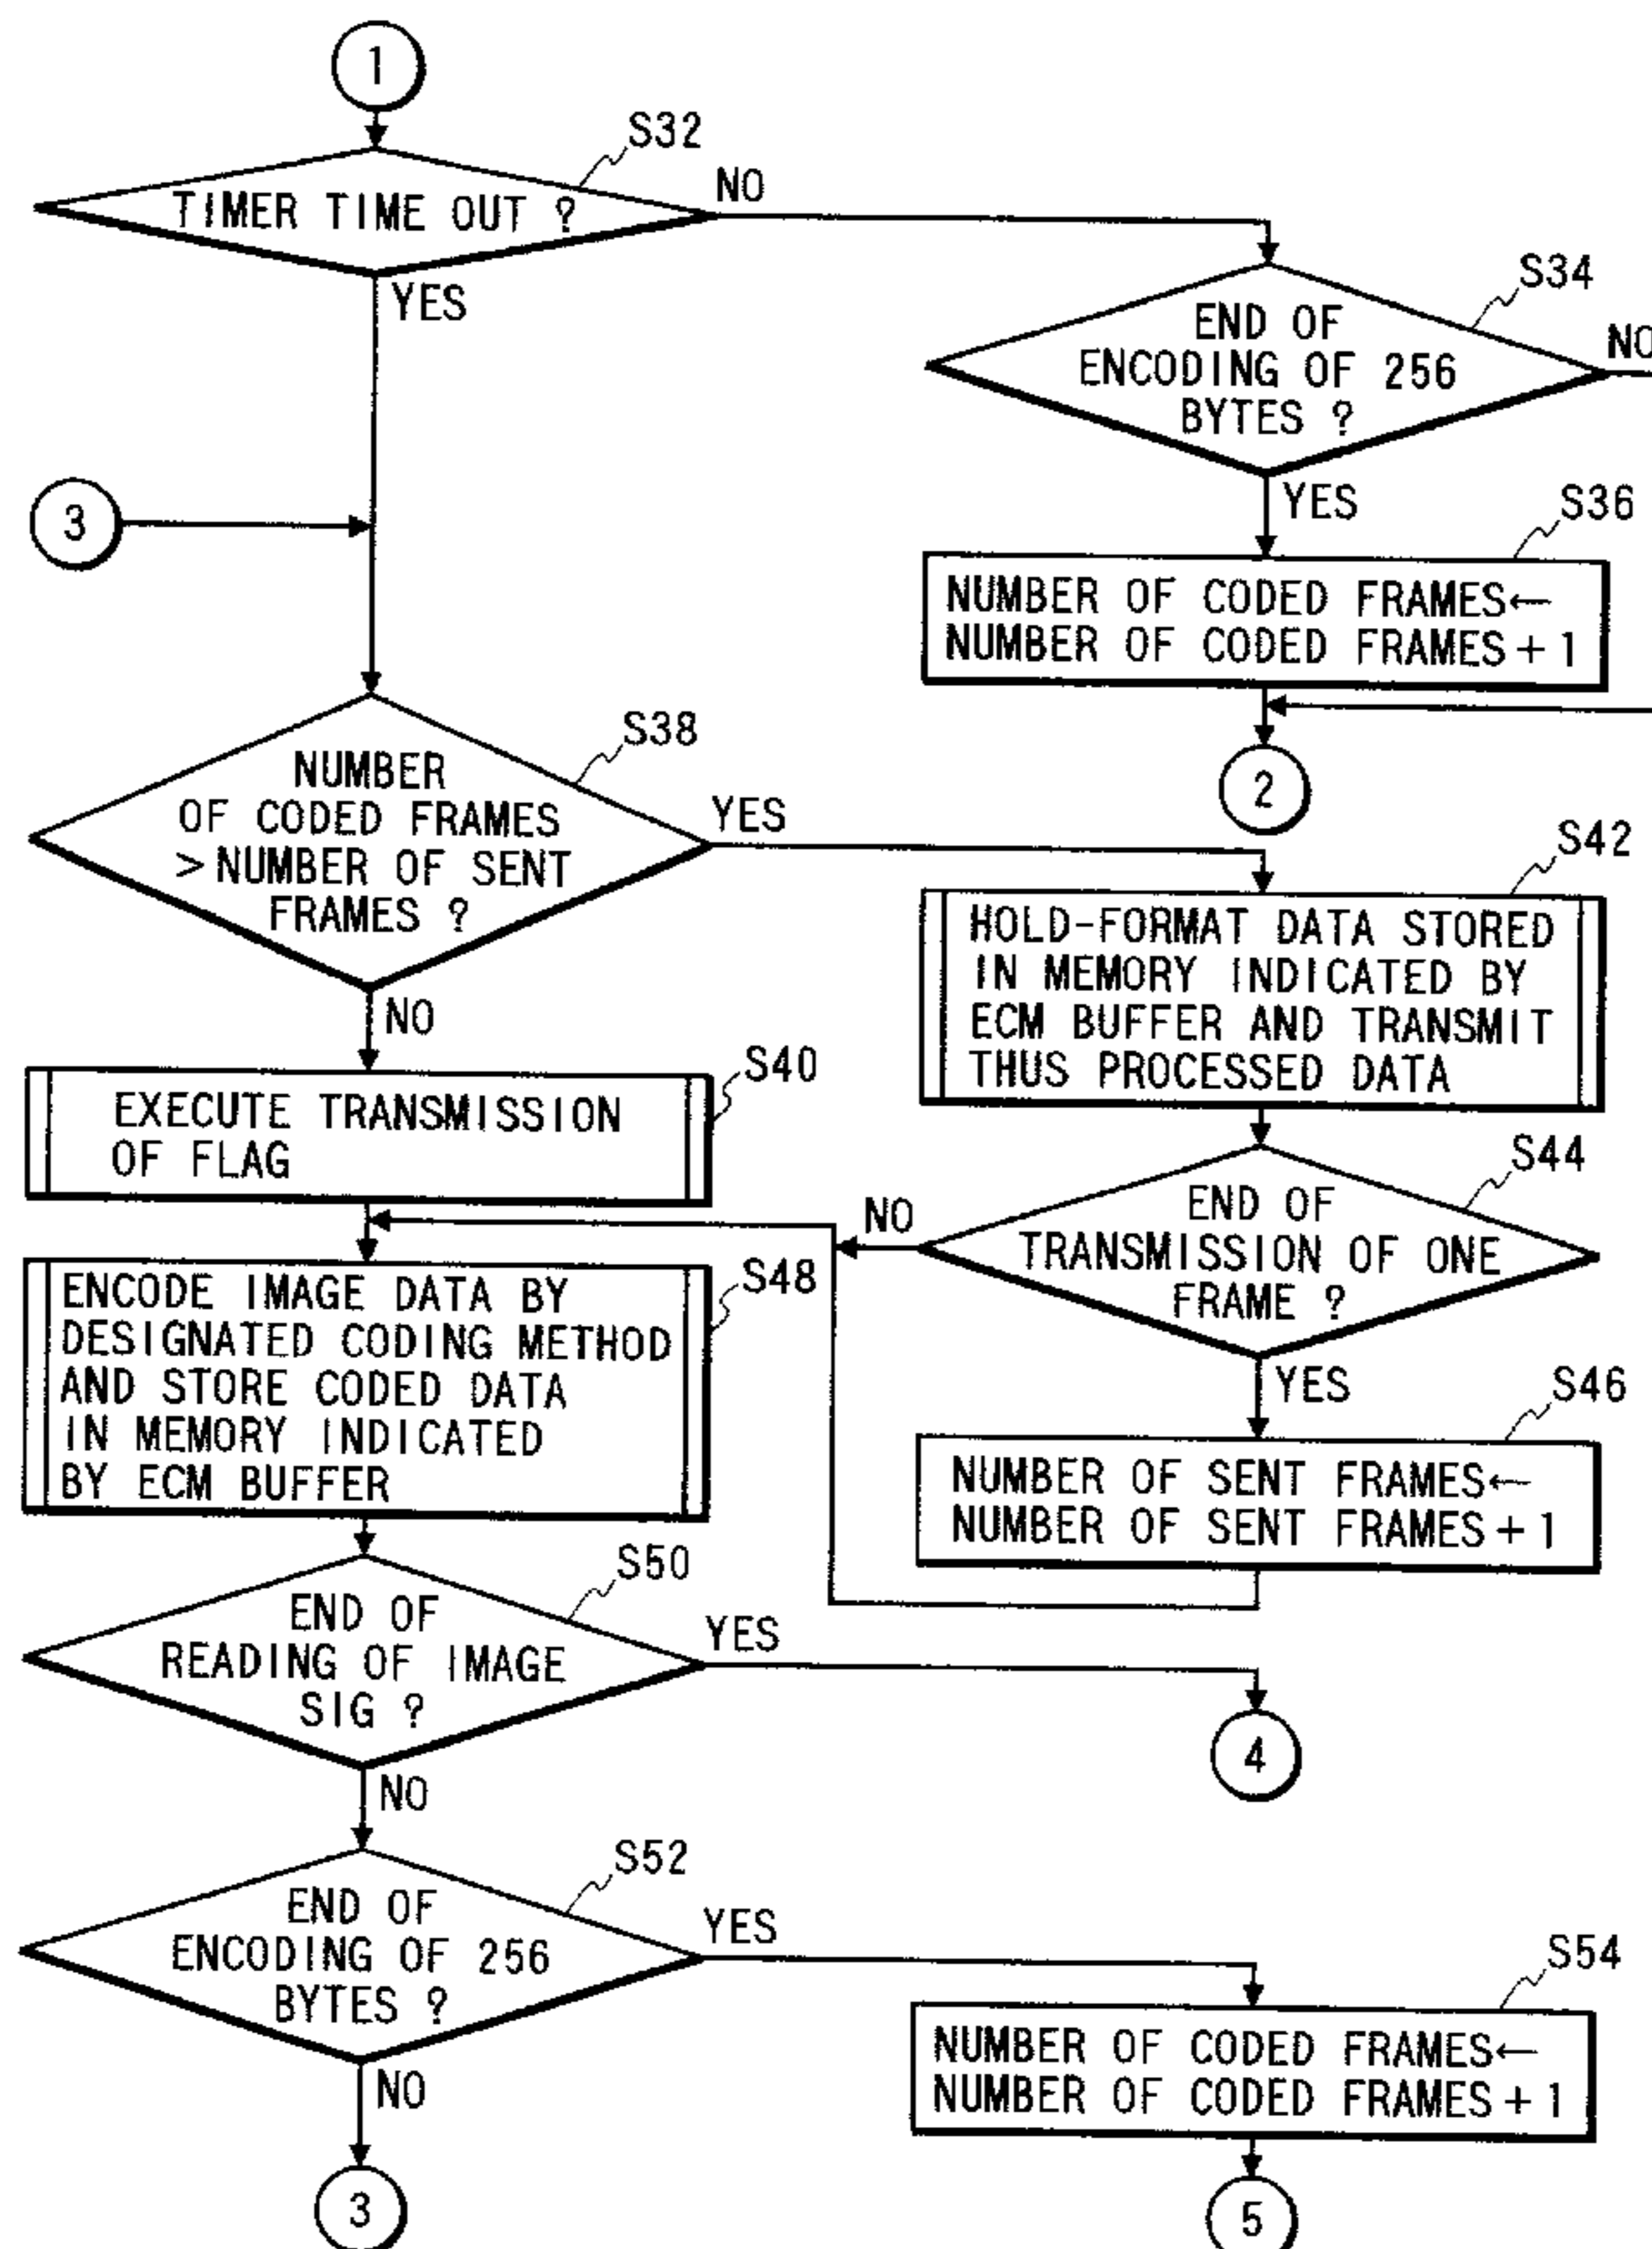 1
S32
TIMER TIME OUT ?
NO
YES
S34
END OF
ENCODING OF 256
BYTES ?
NO
YES
3
S36
NUMBER OF CODED FRAMES←
NUMBER OF CODED FRAMES+1
2
S38
NUMBER
OF CODED FRAMES
>NUMBER OF SENT
FRAMES ?
YES
NO
S42
HOLD-FORMAT DATA STORED
IN MEMORY INDICATED BY
ECM BUFFER AND TRANSMIT
THUS PROCESSED DATA
S40
EXECUTE TRANSMISSION
OF FLAG
S44
END OF
TRANSMISSION OF ONE
FRAME ?
NO
YES
S48
ENCODE IMAGE DATA BY
DESIGNATED CODING METHOD
AND STORE CODED DATA
IN MEMORY INDICATED
BY ECM BUFFER
S46
NUMBER OF SENT FRAMES←
NUMBER OF SENT FRAMES+1
S50
END OF
READING OF IMAGE
SIG ?
YES
4
NO
S52
END OF
ENCODING OF 256
BYTES ?
YES
NO
S54
NUMBER OF CODED FRAMES←
NUMBER OF CODED FRAMES+1
3
5